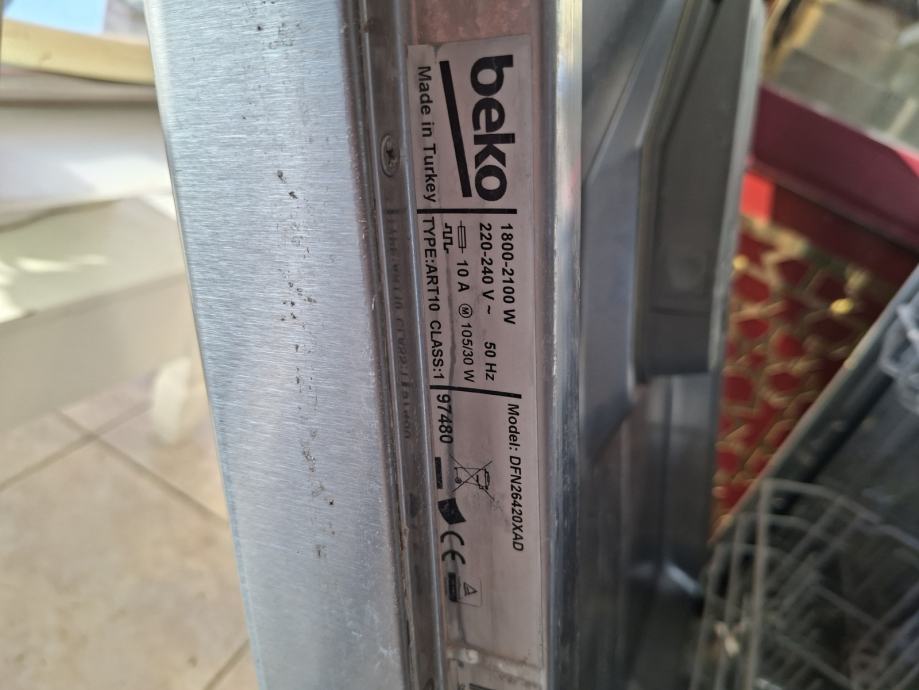 beko
Made in Turkey
1800-2100 W
220-240 V ~ 50 Hz
10 A M 105/30 W
TYPE:ART10 CLASS:1
Model: DFN26420XAD
97480
CE